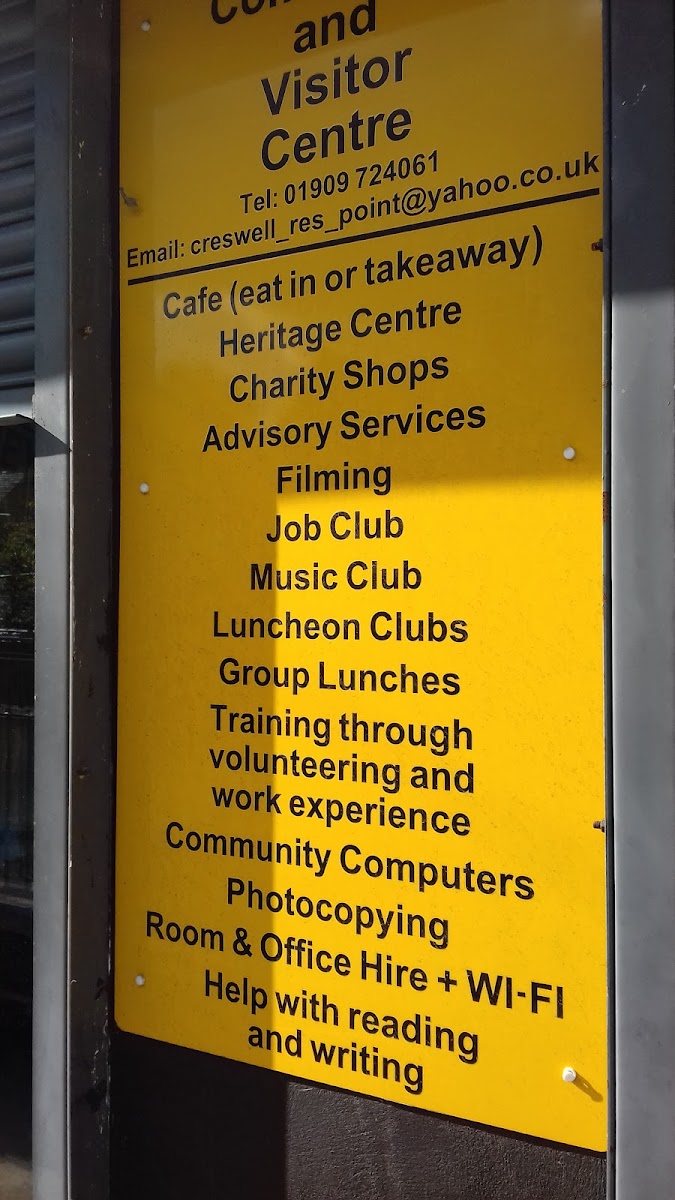 and
Visitor
Centre
Tel: 01909 724061
Email: creswell_res_point@yahoo.co.uk
Cafe (eat in or takeaway)
Heritage Centre
Charity Shops
Advisory Services
Filming
Job Club
Music Club
Luncheon Clubs
Group Lunches
Training through
volunteering and
work experience
Community Computers
Photocopying
Room & Office Hire + WI-FI
Help with reading
and writing